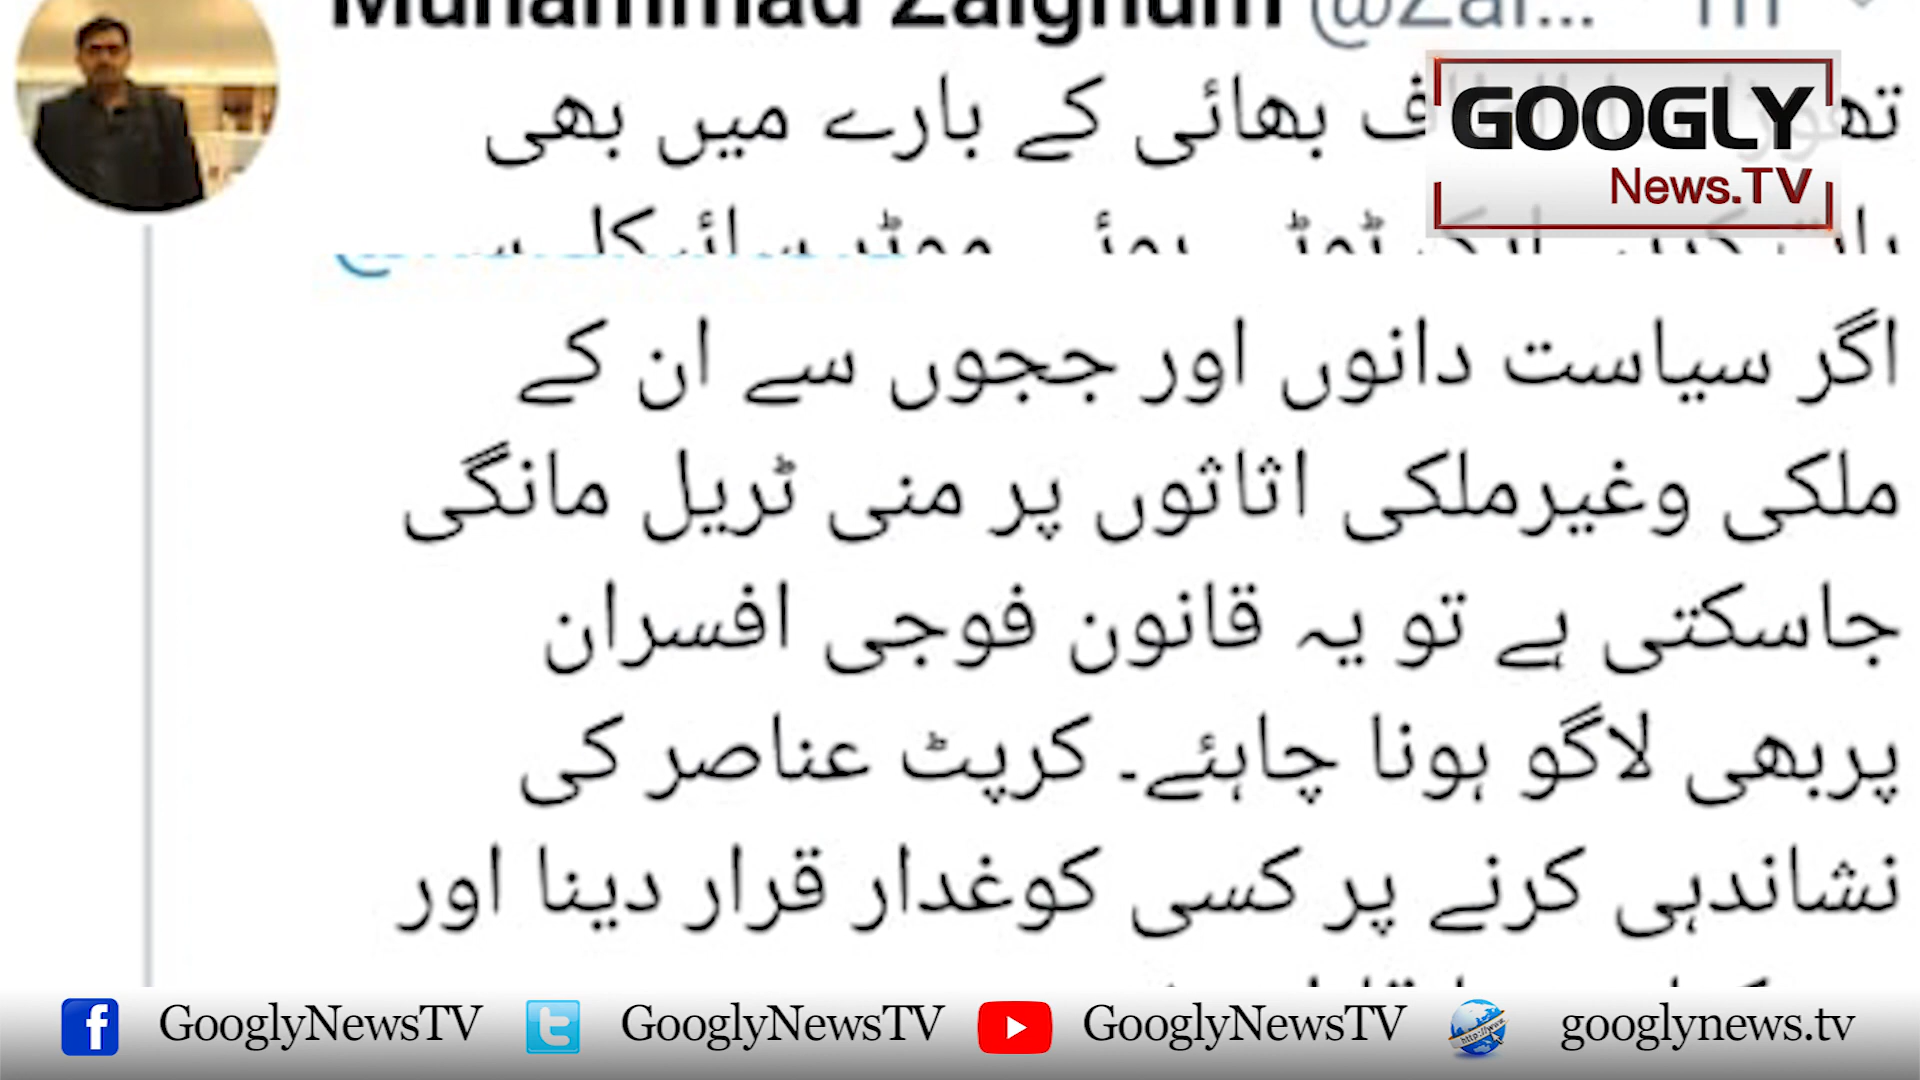 Muhammad Zaighum @Zai... 1h
GOOGLY
News.TV
بھائی کے بارے میں بھی
اگر سیاست دانوں اور ججوں سے ان کے
ملکی وغیرملکی اثاثوں پر منی ٹریل مانگی
جاسکتی ہے تو یہ قانون فوجی افسران
پربھی لاگو ہونا چاہئے۔ کرپٹ عناصر کی
نشاندہی کرنے پر کسی کوغدار قرار دینا اور
GooglyNewsTV GooglyNewsTV GooglyNewsTV googlynews.tv